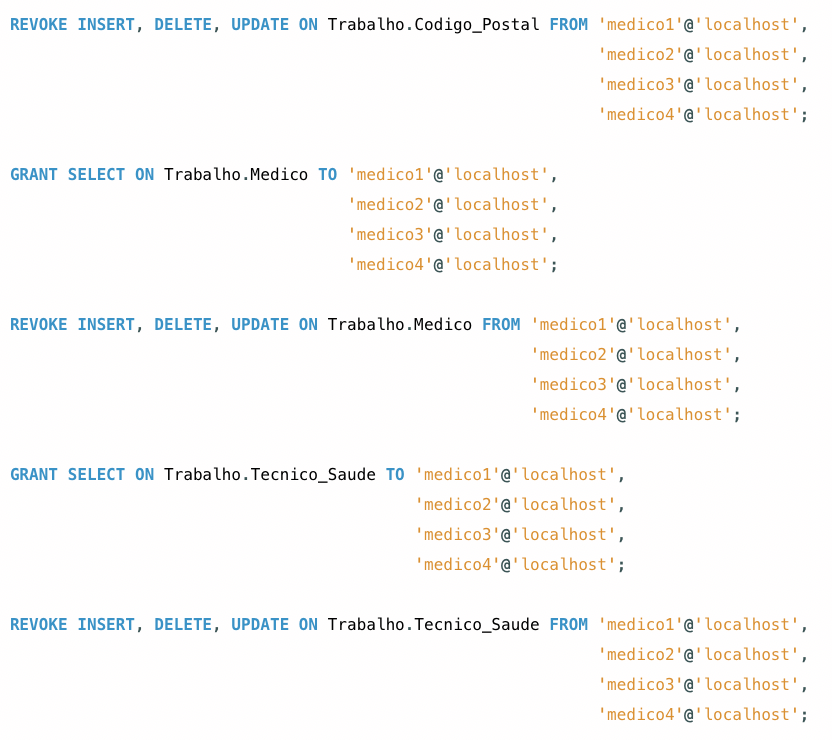 REVOKE INSERT, DELETE, UPDATE ON Trabalho.Codigo_Postal FROM 'medico1'@'localhost',
'medico2'@'localhost',
'medico3'@'localhost',
'medico4'@'localhost';
GRANT SELECT ON Trabalho.Medico TO 'medico1'@'localhost',
'medico2'@'localhost',
'medico3'@'localhost',
'medico4'@'localhost';
REVOKE INSERT, DELETE, UPDATE ON Trabalho.Medico FROM 'medico1'@'localhost',
'medico2'@'localhost',
'medico3'@'localhost',
'medico4'@'localhost';
GRANT SELECT ON Trabalho.Tecnico_Saude TO 'medico1'@'localhost',
'medico2'@'localhost',
'medico3'@'localhost',
'medico4'@'localhost';
REVOKE INSERT, DELETE, UPDATE ON Trabalho.Tecnico_Saude FROM 'medico1'@'localhost',
'medico2'@'localhost',
'medico3'@'localhost',
'medico4'@'localhost';